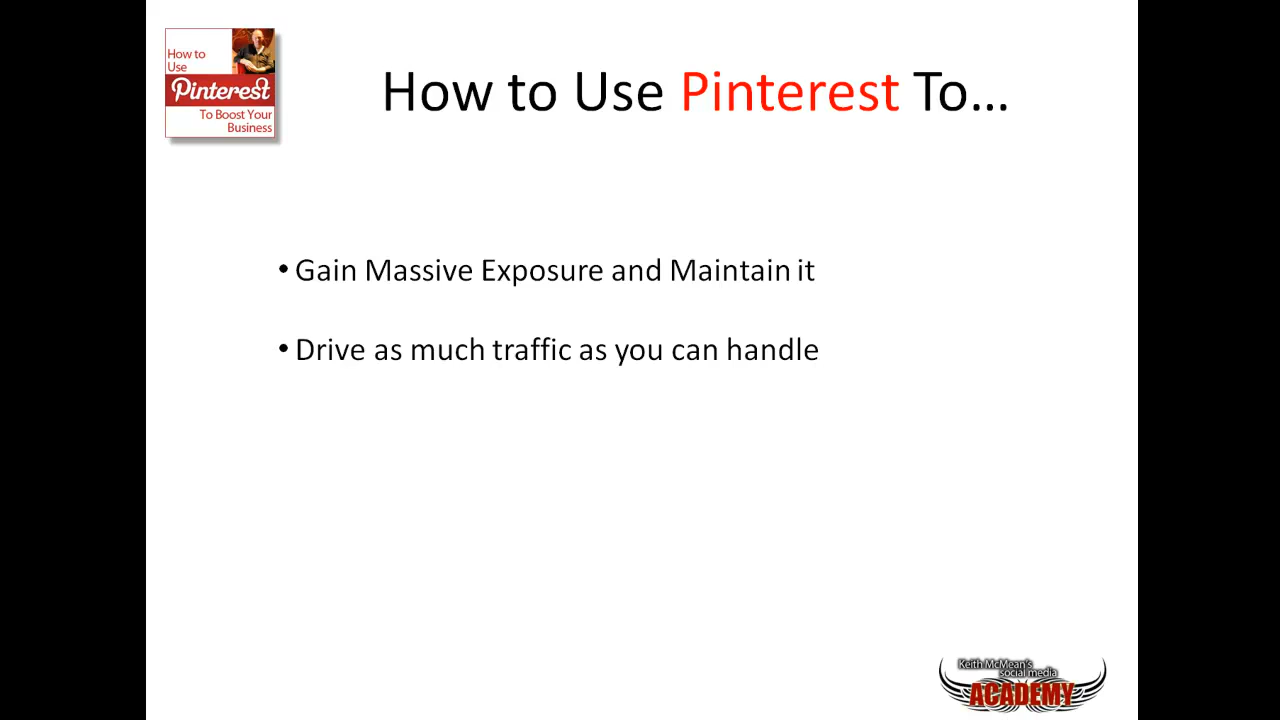 How to
Use
Pinterest
To Boost Your
Business
How to Use Pinterest To...
• Gain Massive Exposure and Maintain it
• Drive as much traffic as you can handle
Keith McMean's
social media
ACADEMY